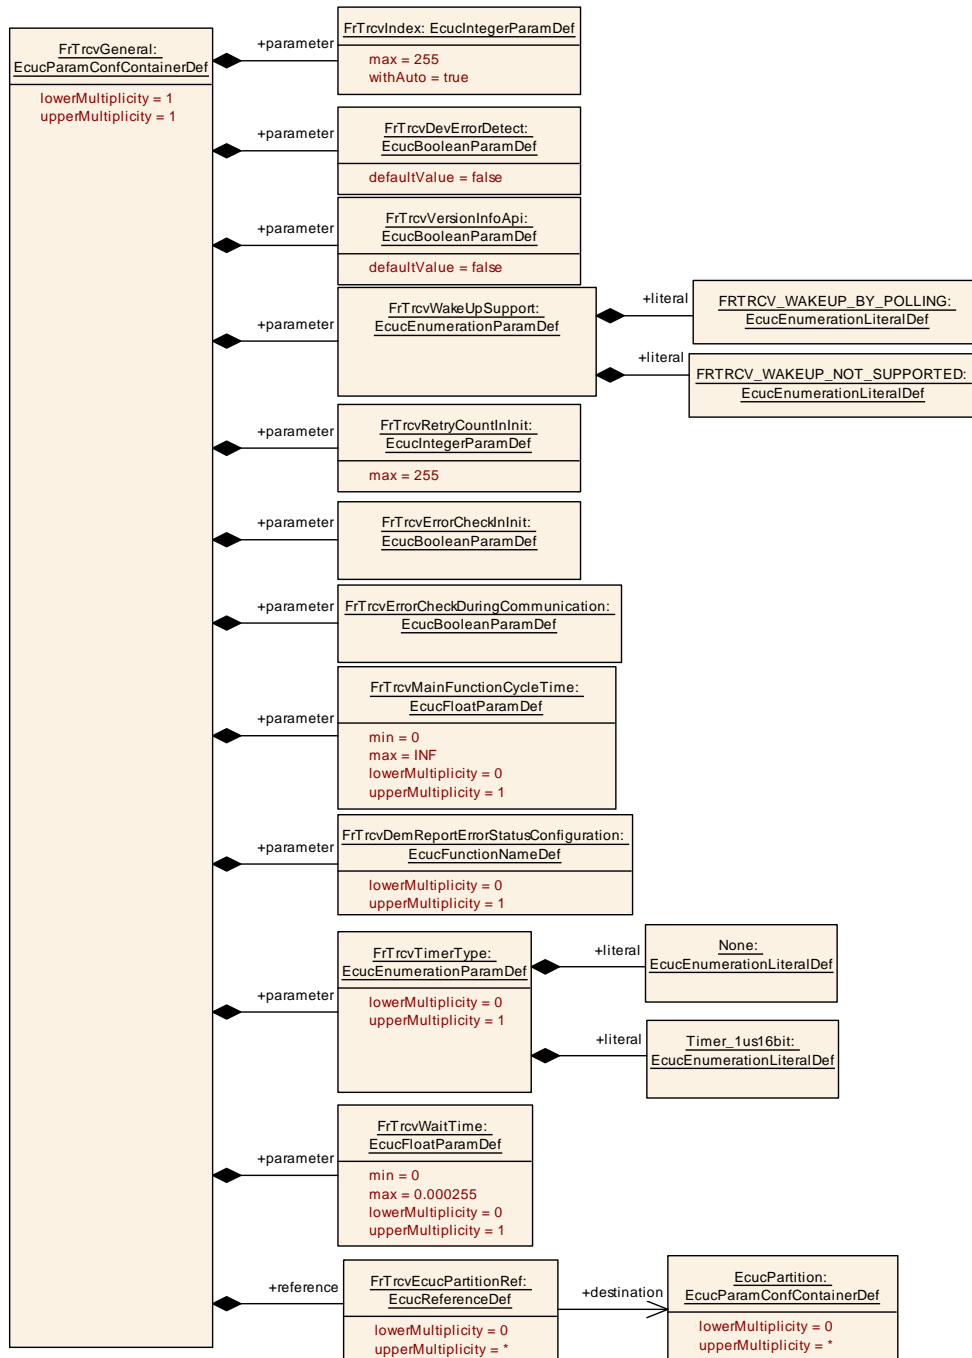 FrTrcvGeneral:
EcucParamConfContainerDef
lowerMultiplicity = 1
upperMultiplicity = 1
+parameter
FrTrcvIndex: EcucIntegerParamDef
max = 255
withAuto = true
+parameter
FrTrcvDevErrorDetect:
EcucBooleanParamDef
defaultValue = false
+parameter
FrTrcvVersionInfoApi:
EcucBooleanParamDef
defaultValue = false
+parameter
FrTrcvWakeUpSupport:
EcucEnumerationParamDef
+literal
FRTRCV_WAKEUP_BY_POLLING:
EcucEnumerationLiteralDef
+literal
FRTRCV_WAKEUP_NOT_SUPPORTED:
EcucEnumerationLiteralDef
+parameter
FrTrcvRetryCountInInit:
EcucIntegerParamDef
max = 255
+parameter
FrTrcvErrorCheckInInit:
EcucBooleanParamDef
+parameter
FrTrcvErrorCheckDuringCommunication:
EcucBooleanParamDef
+parameter
FrTrcvMainFunctionCycleTime:
EcucFloatParamDef
min = 0
max = INF
lowerMultiplicity = 0
upperMultiplicity = 1
+parameter
FrTrcvDemReportErrorStatusConfiguration:
EcucFunctionNameDef
lowerMultiplicity = 0
upperMultiplicity = 1
+parameter
FrTrcvTimerType:
EcucEnumerationParamDef
lowerMultiplicity = 0
upperMultiplicity = 1
+literal
None:
EcucEnumerationLiteralDef
+literal
Timer_1us16bit:
EcucEnumerationLiteralDef
+parameter
FrTrcvWaitTime:
EcucFloatParamDef
min = 0
max = 0.000255
lowerMultiplicity = 0
upperMultiplicity = 1
+reference
FrTrcvEcucPartitionRef:
EcucReferenceDef
lowerMultiplicity = 0
upperMultiplicity = *
+destination
EcucPartition:
EcucParamConfContainerDef
lowerMultiplicity = 0
upperMultiplicity = *